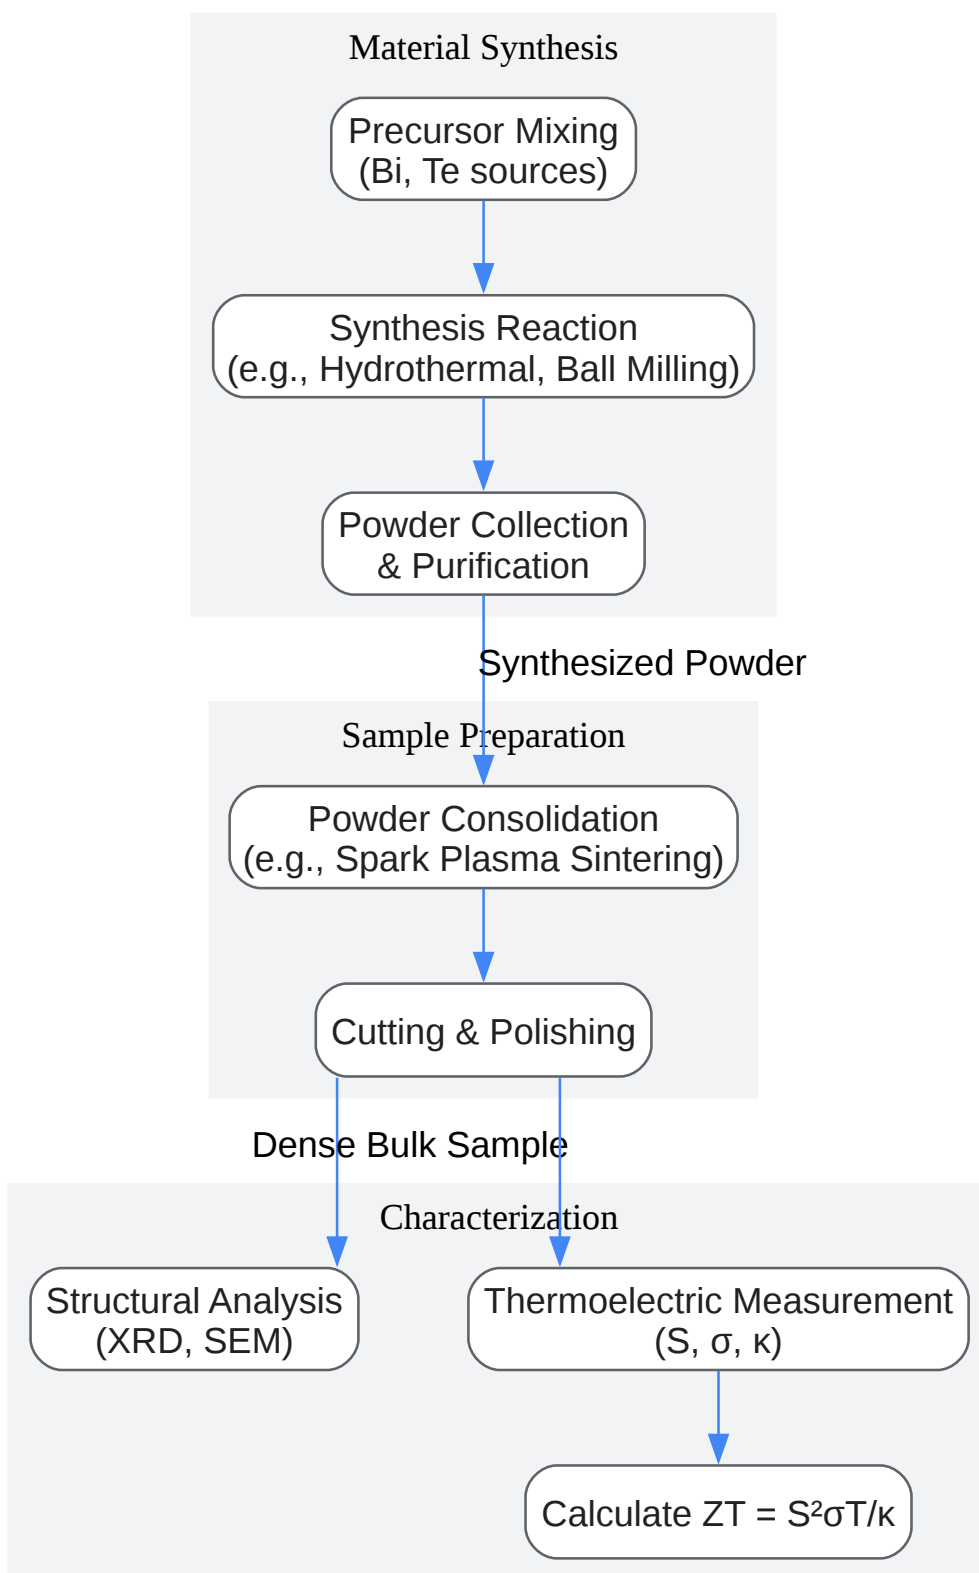 Material Synthesis
Precursor Mixing
(Bi, Te sources)
Synthesis Reaction
(e.g., Hydrothermal, Ball Milling)
Powder Collection
& Purification
Synthesized Powder
Sample Preparation
Powder Consolidation
(e.g., Spark Plasma Sintering)
Cutting & Polishing
Dense Bulk Sample
Characterization
Structural Analysis
(XRD, SEM)
Thermoelectric Measurement
(S, σ, κ)
Calculate ZT = S²σT/κ